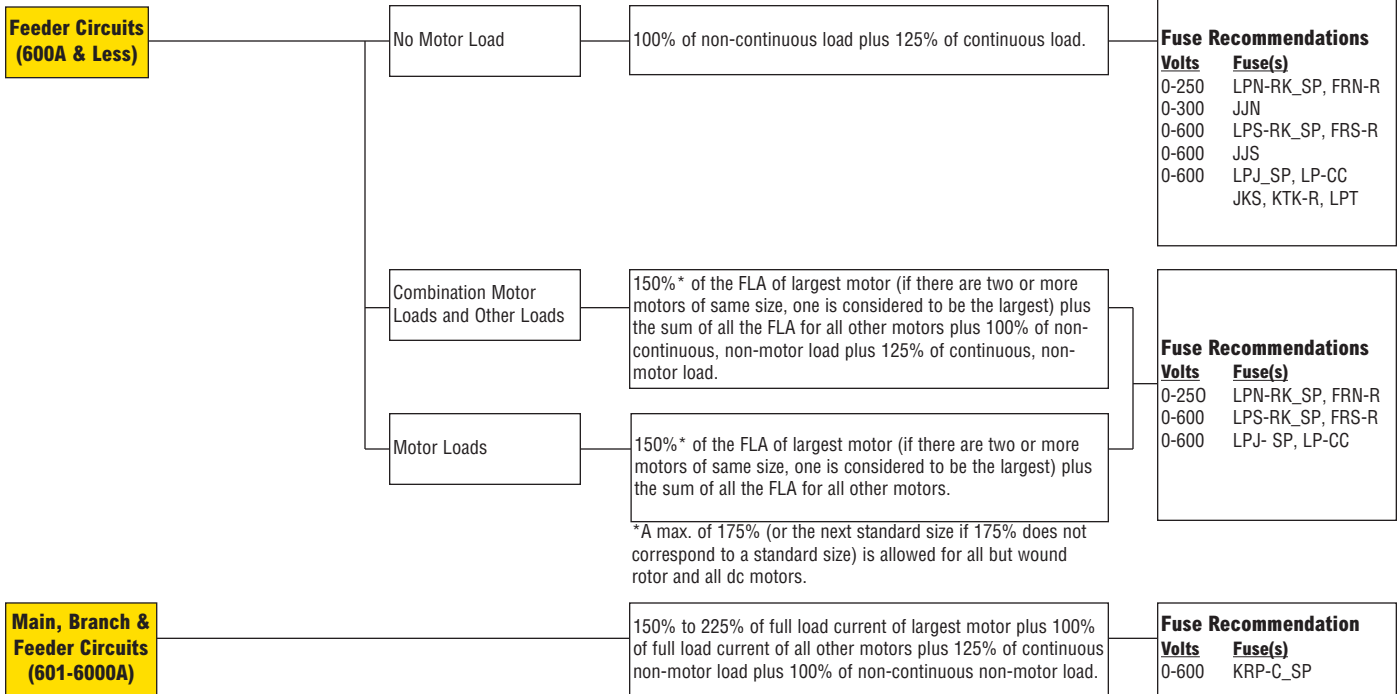 Feeder Circuits
(600A & Less)
No Motor Load
100% of non-continuous load plus 125% of continuous load.
Fuse Recommendations
Volts Fuse(s)
0-250 LPN-RK_SP, FRN-R
0-300 JJN
0-600 LPS-RK_SP, FRS-R
0-600 JJS
0-600 LPJ_SP, LP-CC
JKS, KTK-R, LPT
Combination Motor
Loads and Other Loads
150%* of the FLA of largest motor (if there are two or more
motors of same size, one is considered to be the largest) plus
the sum of all the FLA for all other motors plus 100% of non-
continuous, non-motor load plus 125% of continuous, non-
motor load.
Motor Loads
150%* of the FLA of largest motor (if there are two or more
motors of same size, one is considered to be the largest) plus
the sum of all the FLA for all other motors.
*A max. of 175% (or the next standard size if 175% does not
correspond to a standard size) is allowed for all but wound
rotor and all dc motors.
Fuse Recommendations
Volts Fuse(s)
0-250 LPN-RK_SP, FRN-R
0-600 LPS-RK_SP, FRS-R
0-600 LPJ- SP, LP-CC
Main, Branch &
Feeder Circuits
(601-6000A)
150% to 225% of full load current of largest motor plus 100%
of full load current of all other motors plus 125% of continuous
non-motor load plus 100% of non-continuous non-motor load.
Fuse Recommendation
Volts Fuse(s)
0-600 KRP-C_SP